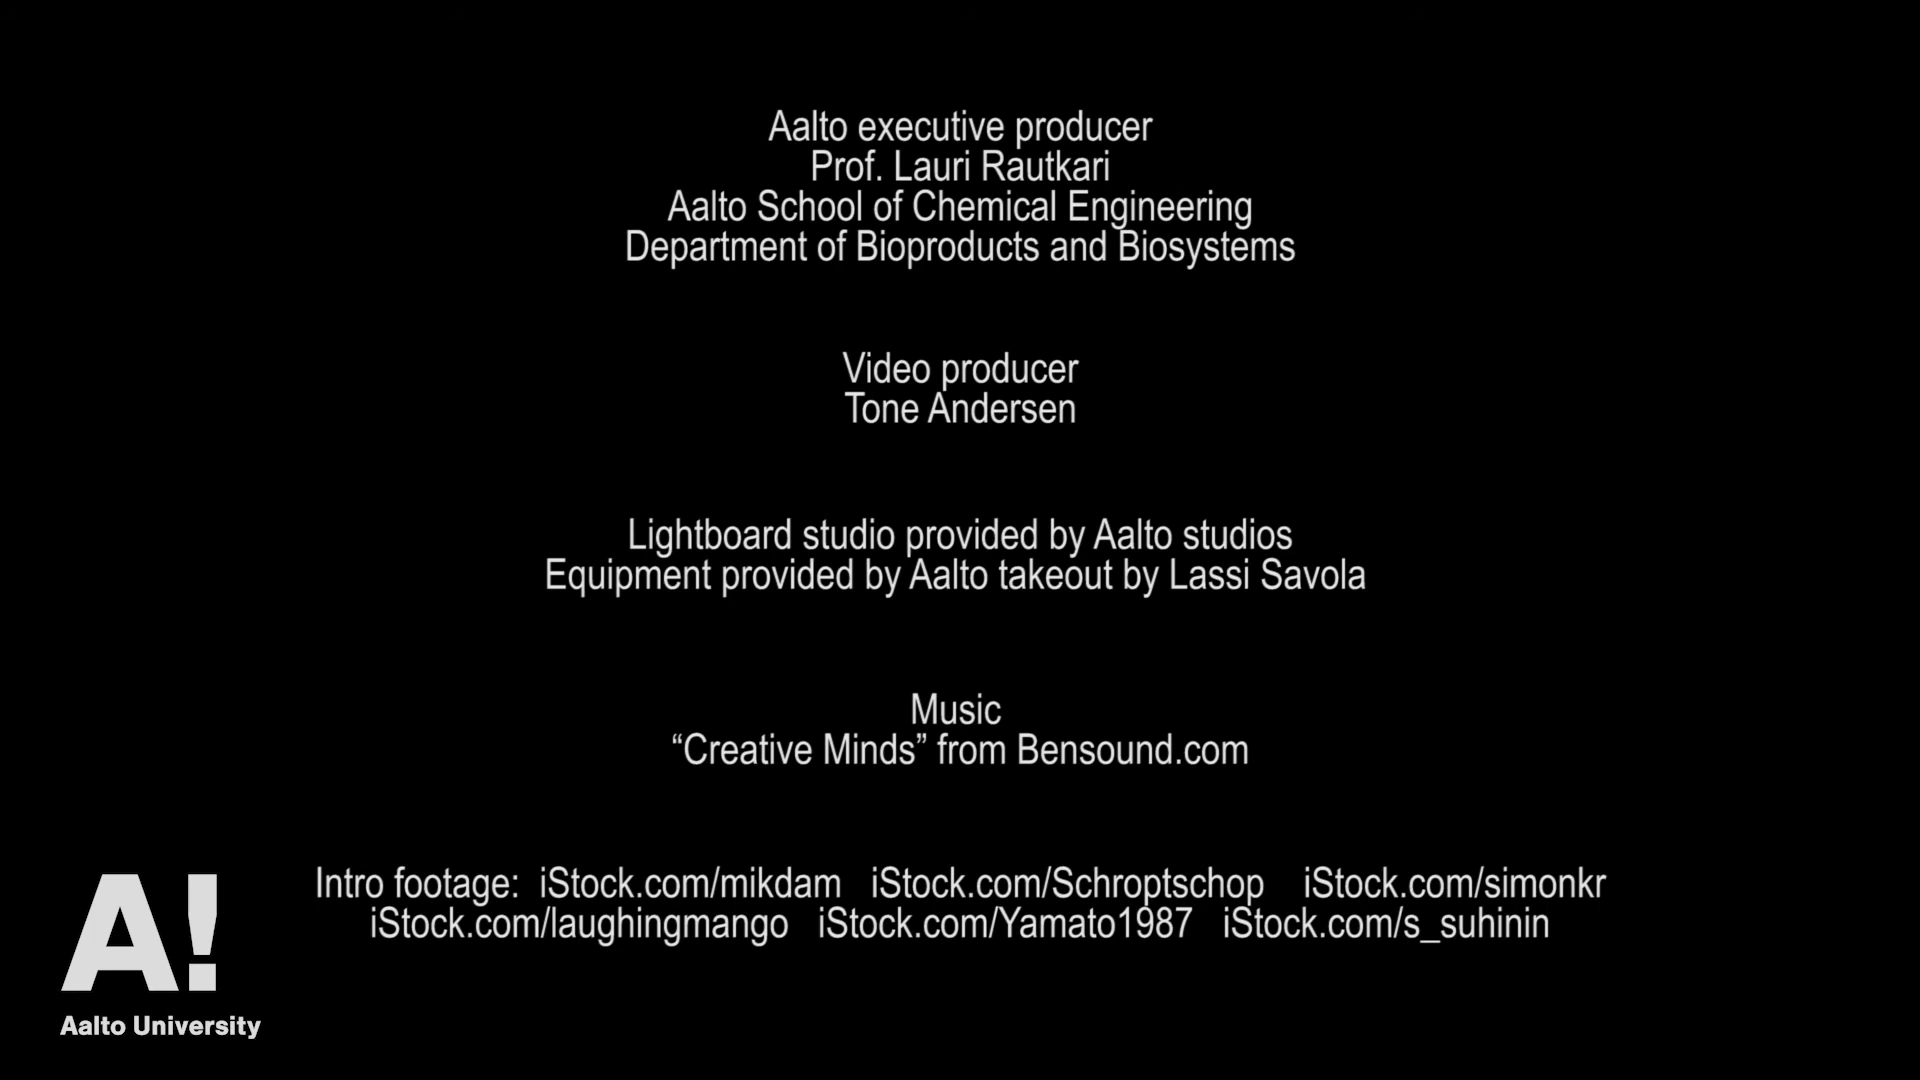 Aalto executive producer
Prof. Lauri Rautkari
Aalto School of Chemical Engineering
Department of Bioproducts and Biosystems
Video producer
Tone Andersen
Lightboard studio provided by Aalto studios
Equipment provided by Aalto takeout by Lassi Savola
Music
“Creative Minds” from Bensound.com
Intro footage: iStock.com/mikdam iStock.com/Schroptschop iStock.com/simonkr
iStock.com/laughingmango iStock.com/Yamato1987 iStock.com/s_suhinin
A!
Aalto University